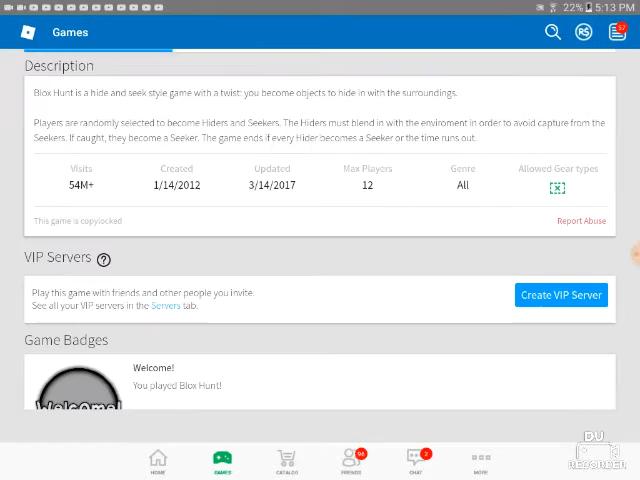 22% 5:13 PM
Games
R$
57
Description
Blox Hunt is a hide and seek style game with a twist: you become objects to hide in with the surroundings.
Players are randomly selected to become Hiders and Seekers. The Hiders must blend in with the enviroment in order to avoid capture from the
Seekers. If caught, they become a Seeker. The game ends if every Hider becomes a Seeker or the time runs out.
Visits Created Updated Max Players Genre Allowed Gear types
54M+ 1/14/2012 3/14/2017 12 All
This game is copylocked Report Abuse
VIP Servers ?
Play this game with friends and other people you invite.
See all your VIP servers in the Servers tab.
Create VIP Server
Game Badges
Welcome!
You played Blox Hunt!
Welcome!
96 2
HOME GAMES CATALOG FRIENDS CHAT MORE
DU
RECORDER